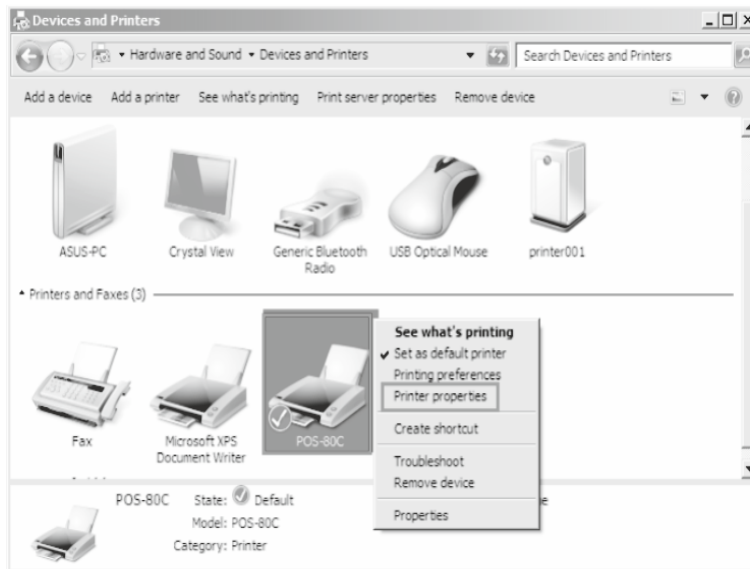 Devices and Printers
Hardware and Sound Devices and Printers Search Devices and Printers
Add a device Add a printer See what's printing Print server properties Remove device
ASUS-PC Crystal View Generic Bluetooth USB Optical Mouse printer001
Radio
Printers and Faxes (3)
See what's printing
Set as default printer
Printing preferences
Printer properties
Create shortcut
Troubleshoot
Remove device
Properties
Fax Microsoft XPS POS-80C
Document Writer
POS-80C State: Default
Model: POS-80C
Category: Printer